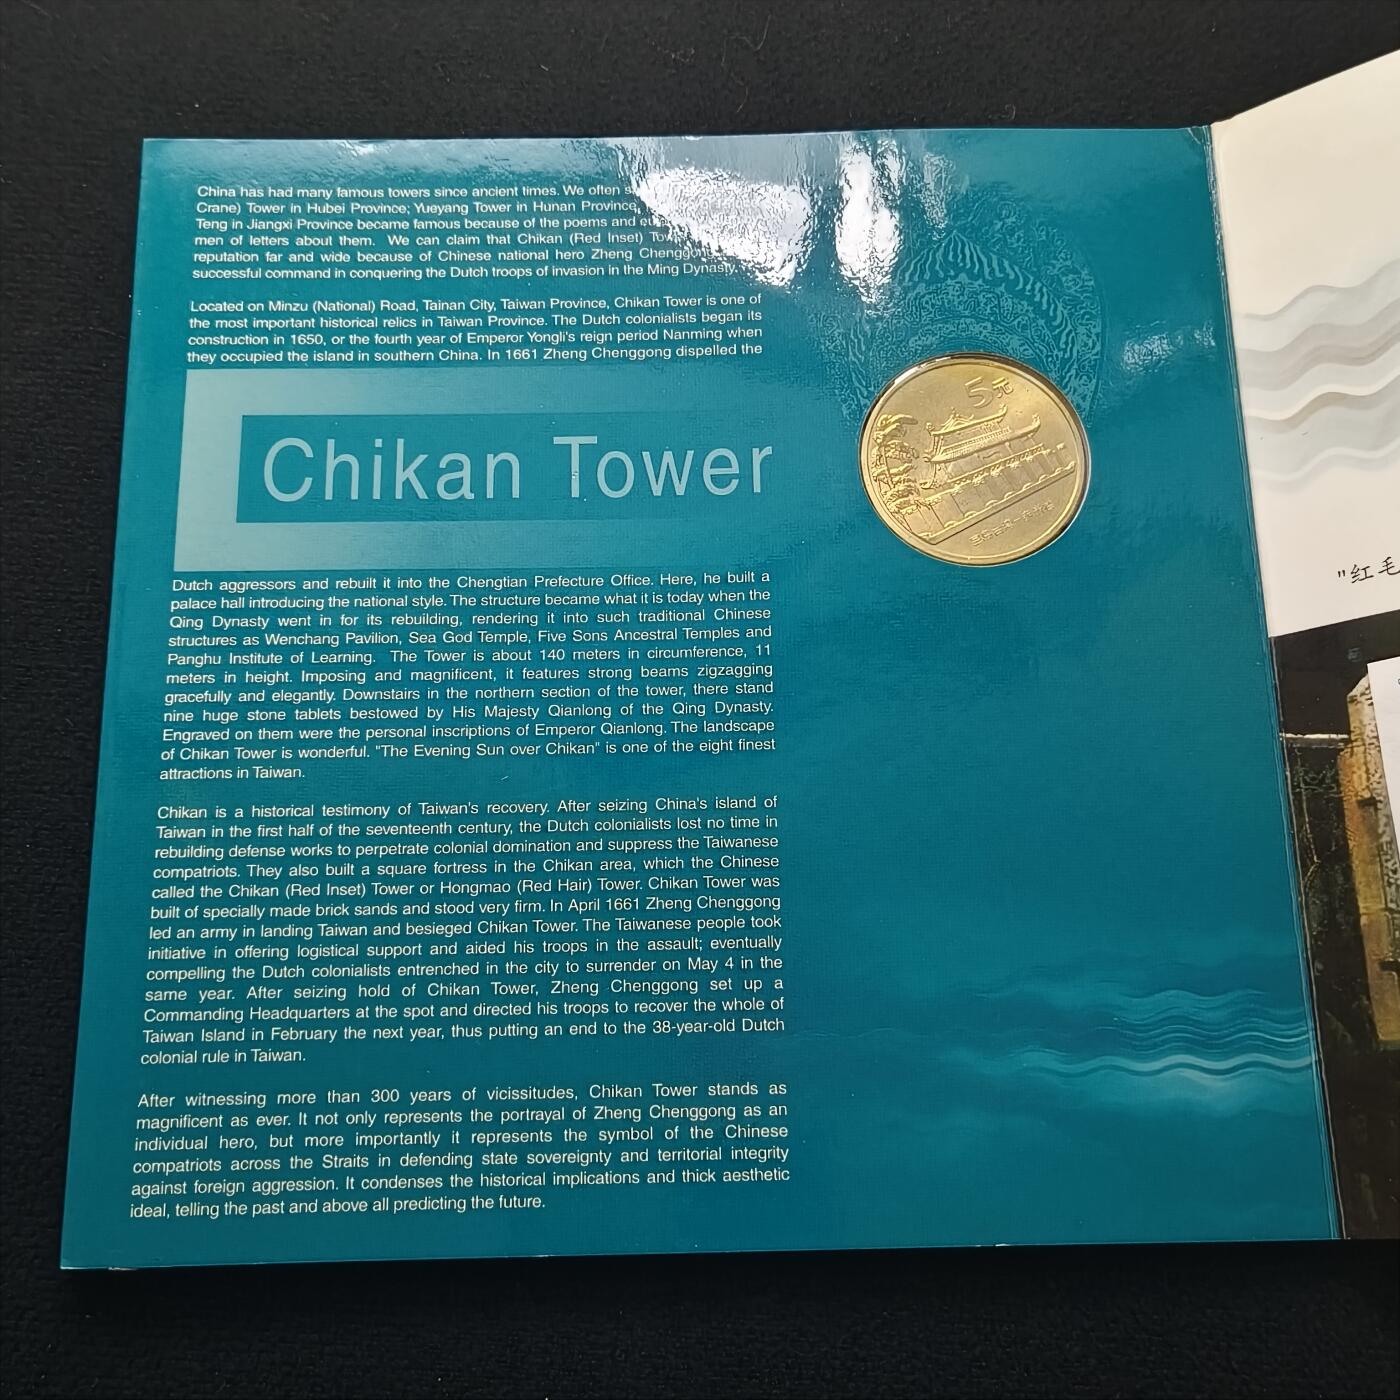 China has had many famous towers since ancient times. We often
Crane) Tower in Hubei Province; Yueyang Tower in Hunan Province,
Teng in Jiangxi Province became famous because of the poems and
men of letters about them. We can claim that Chikan (Red Inset)
reputation far and wide because of Chinese national hero Zheng Chenggong
successful command in conquering the Dutch troops of invasion in the Ming Dynasty.
Located on Minzu (National) Road, Tainan City, Taiwan Province, Chikan Tower is one of
the most important historical relics in Taiwan Province. The Dutch colonialists began its
construction in 1650, or the fourth year of Emperor Yongli's reign period Nanming when
they occupied the island in southern China. In 1661 Zheng Chenggong dispelled the
Chikan Tower
Dutch aggressors and rebuilt it into the Chengtian Prefecture Office. Here, he built a
palace hall introducing the national style. The structure became what it is today when the
Qing Dynasty went in for its rebuilding, rendering it into such traditional Chinese
structures as Wenchang Pavilion, Sea God Temple, Five Sons Ancestral Temples and
Panghu Institute of Learning. The Tower is about 140 meters in circumference, 11
meters in height. Imposing and magnificent, it features strong beams zigzagging
gracefully and elegantly. Downstairs in the northern section of the tower, there stand
nine huge stone tablets bestowed by His Majesty Qianlong of the Qing Dynasty.
Engraved on them were the personal inscriptions of Emperor Qianlong. The landscape
of Chikan Tower is wonderful. "The Evening Sun over Chikan" is one of the eight finest
attractions in Taiwan.
Chikan is a historical testimony of Taiwan's recovery. After seizing China's island of
Taiwan in the first half of the seventeenth century, the Dutch colonialists lost no time in
rebuilding defense works to perpetrate colonial domination and suppress the Taiwanese
compatriots. They also built a square fortress in the Chikan area, which the Chinese
called the Chikan (Red Inset) Tower or Hongmao (Red Hair) Tower. Chikan Tower was
built of specially made brick sands and stood very firm. In April 1661 Zheng Chenggong
led an army in landing Taiwan and besieged Chikan Tower. The Taiwanese people took
initiative in offering logistical support and aided his troops in the assault; eventually
compelling the Dutch colonialists entrenched in the city to surrender on May 4 in the
same year. After seizing hold of Chikan Tower, Zheng Chenggong set up a
Commanding Headquarters at the spot and directed his troops to recover the whole of
Taiwan Island in February the next year, thus putting an end to the 38-year-old Dutch
colonial rule in Taiwan.
After witnessing more than 300 years of vicissitudes, Chikan Tower stands as
magnificent as ever. It not only represents the portrayal of Zheng Chenggong as an
individual hero, but more importantly it represents the symbol of the Chinese
compatriots across the Straits in defending state sovereignty and territorial integrity
against foreign aggression. It condenses the historical implications and thick aesthetic
ideal, telling the past and above all predicting the future.
5元
"红毛